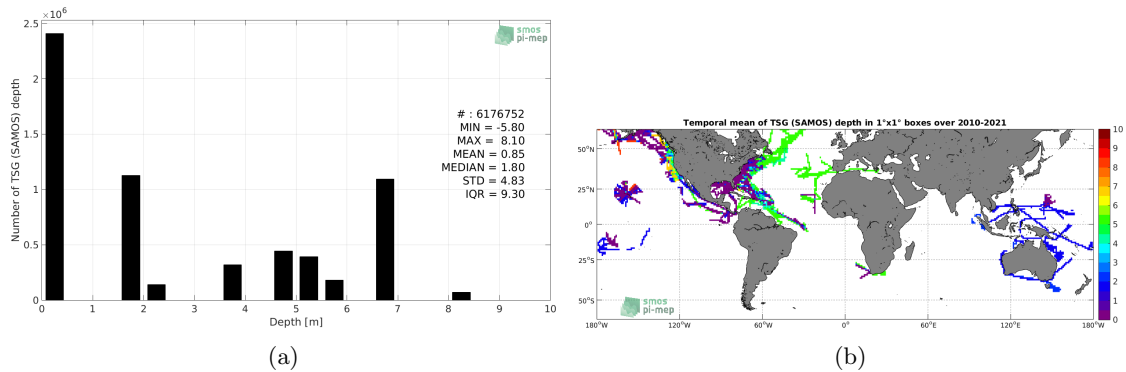 ×10⁶
2.5
2
1.5
1
0.5
0
Number of TSG (SAMOS) depth
smos
pi-mep
# : 6176752
MIN = -5.80
MAX = 8.10
MEAN = 0.85
MEDIAN = 1.80
STD = 4.83
IQR = 9.30
0 1 2 3 4 5 6 7 8 9 10
Depth [m]
(a)
Temporal mean of TSG (SAMOS) depth in 1°x1° boxes over 2010-2021
50°N
25°N
0°
25°S
50°S
smos
pi-mep
180°W 120°W 60°W 0° 60°E 120°E 180°W
10
9
8
7
6
5
4
3
2
1
0
(b)